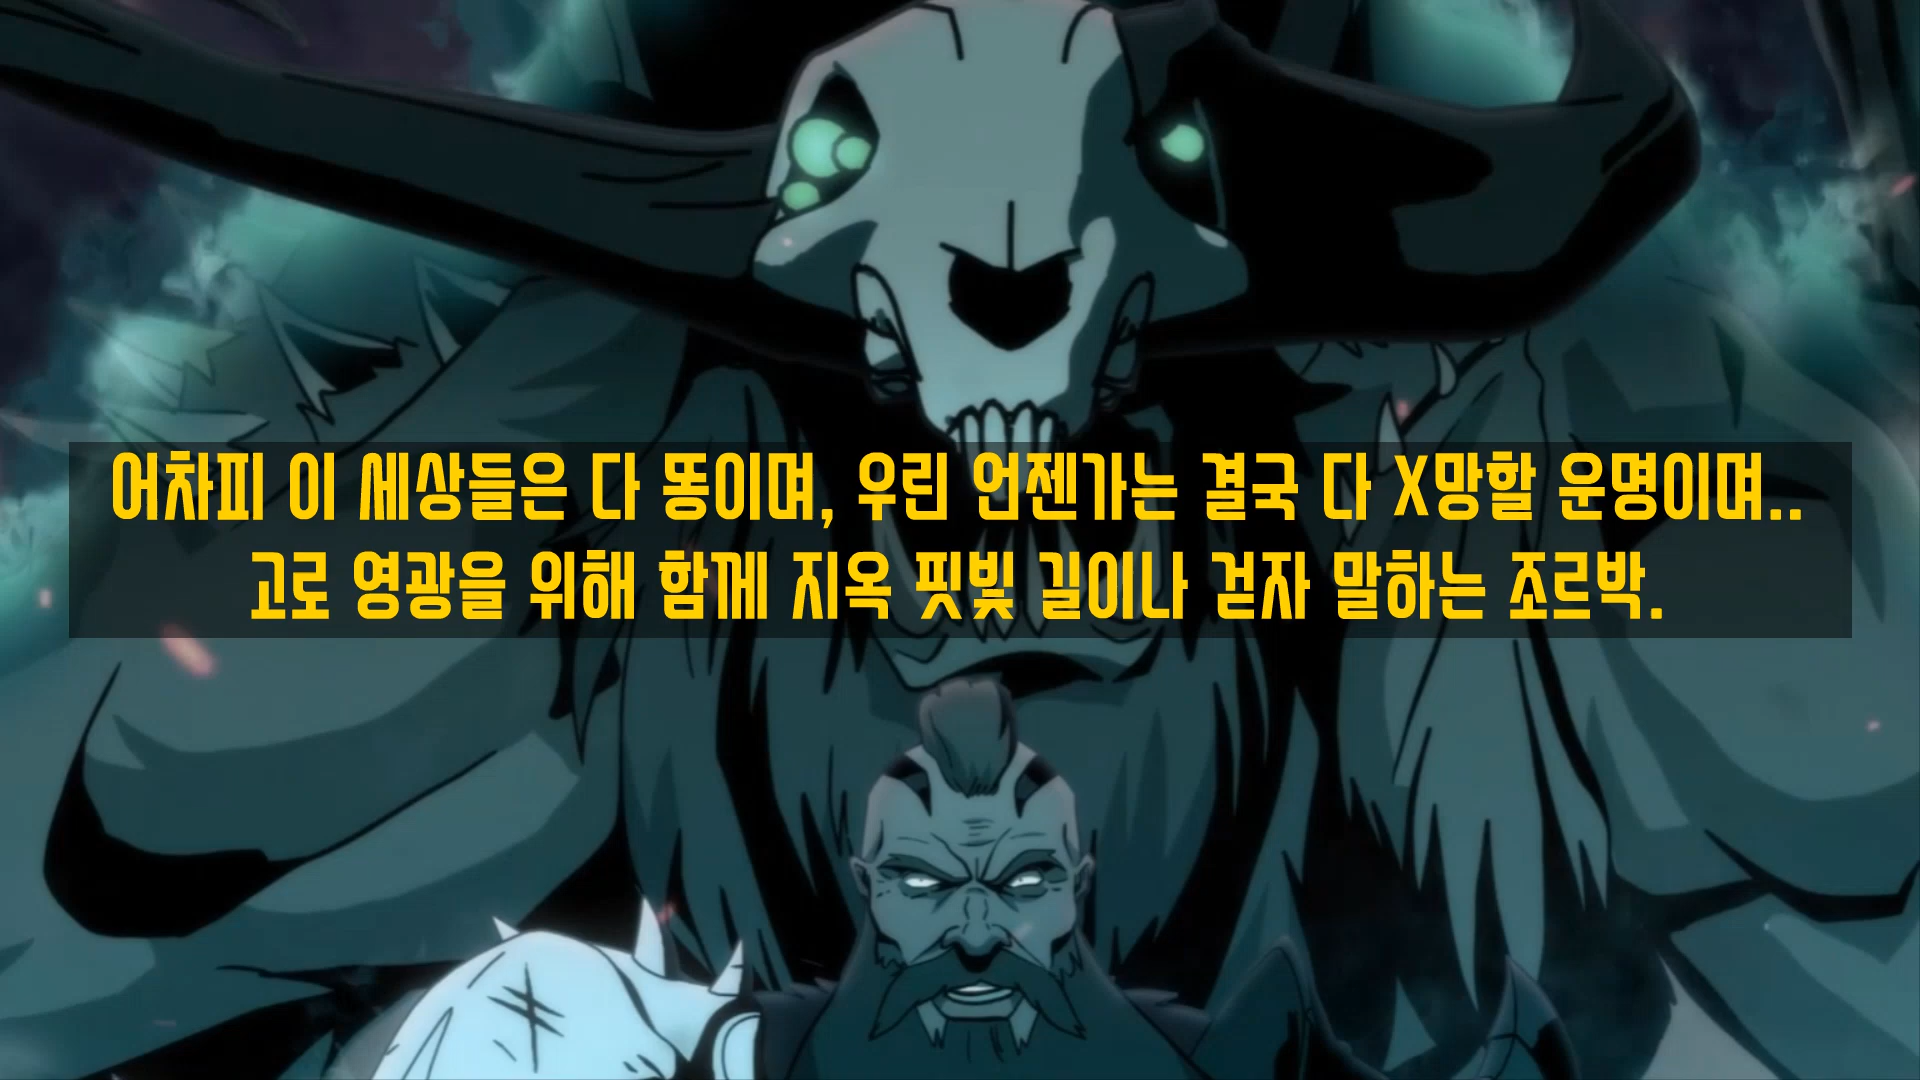 어차피 이 세상들은 다 똥이며, 우린 언젠가는 결국 다 X망할 운명이며..
고로 영광을 위해 함께 지옥 핏빛 길이나 걷자 말하는 조르박.